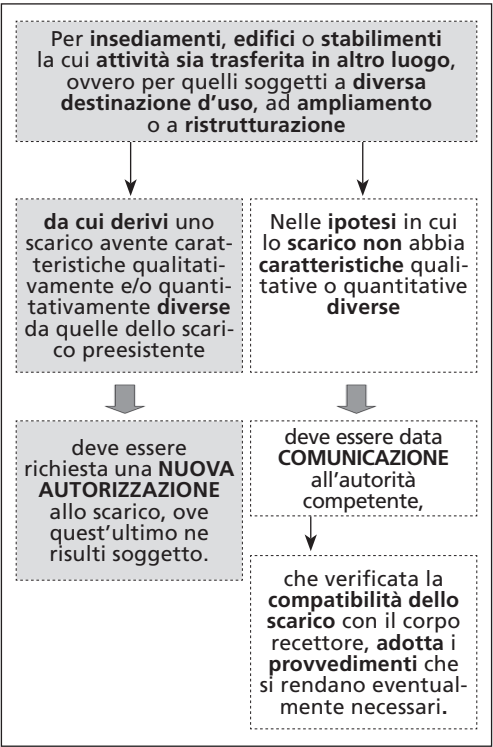 Per insediamenti, edifici o stabilimenti
la cui attività sia trasferita in altro luogo,
ovvero per quelli soggetti a diversa
destinazione d'uso, ad ampliamento
o a ristrutturazione
da cui derivi uno
scarico avente carat-
teristiche qualitati-
vamente e/o quanti-
tativamente diverse
da quelle dello scari-
co preesistente
Nelle ipotesi in cui
lo scarico non abbia
caratteristiche quali-
tative o quantitative
diverse
deve essere
richiesta una NUOVA
AUTORIZZAZIONE
allo scarico, ove
quest'ultimo ne
risulti soggetto.
deve essere data
COMUNICAZIONE
all'autorità
competente,
che verificata la
compatibilità dello
scarico con il corpo
recettore, adotta i
provvedimenti che
si rendano eventual-
mente necessari.